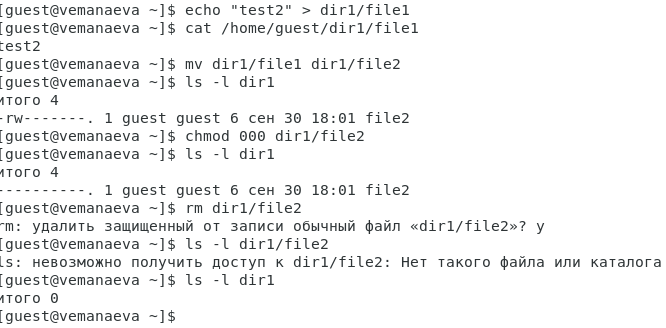 [guest@vemanaeva ~]$ echo "test2" > dir1/file1
[guest@vemanaeva ~]$ cat /home/guest/dir1/file1
test2
[guest@vemanaeva ~]$ mv dir1/file1 dir1/file2
[guest@vemanaeva ~]$ ls -l dir1
итого 4
-rw-------. 1 guest guest 6 сен 30 18:01 file2
[guest@vemanaeva ~]$ chmod 000 dir1/file2
[guest@vemanaeva ~]$ ls -l dir1
итого 4
----------. 1 guest guest 6 сен 30 18:01 file2
[guest@vemanaeva ~]$ rm dir1/file2
rm: удалить защищенный от записи обычный файл «dir1/file2»? y
[guest@vemanaeva ~]$ ls -l dir1/file2
ls: невозможно получить доступ к dir1/file2: Нет такого файла или каталога
[guest@vemanaeva ~]$ ls -l dir1
итого 0
[guest@vemanaeva ~]$